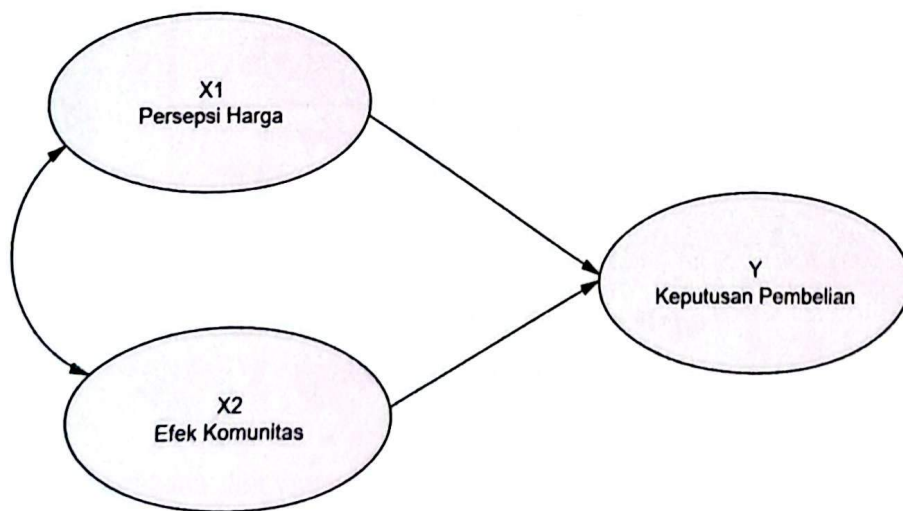 X1
Persepsi Harga
Y
Keputusan Pembelian
X2
Efek Komunitas